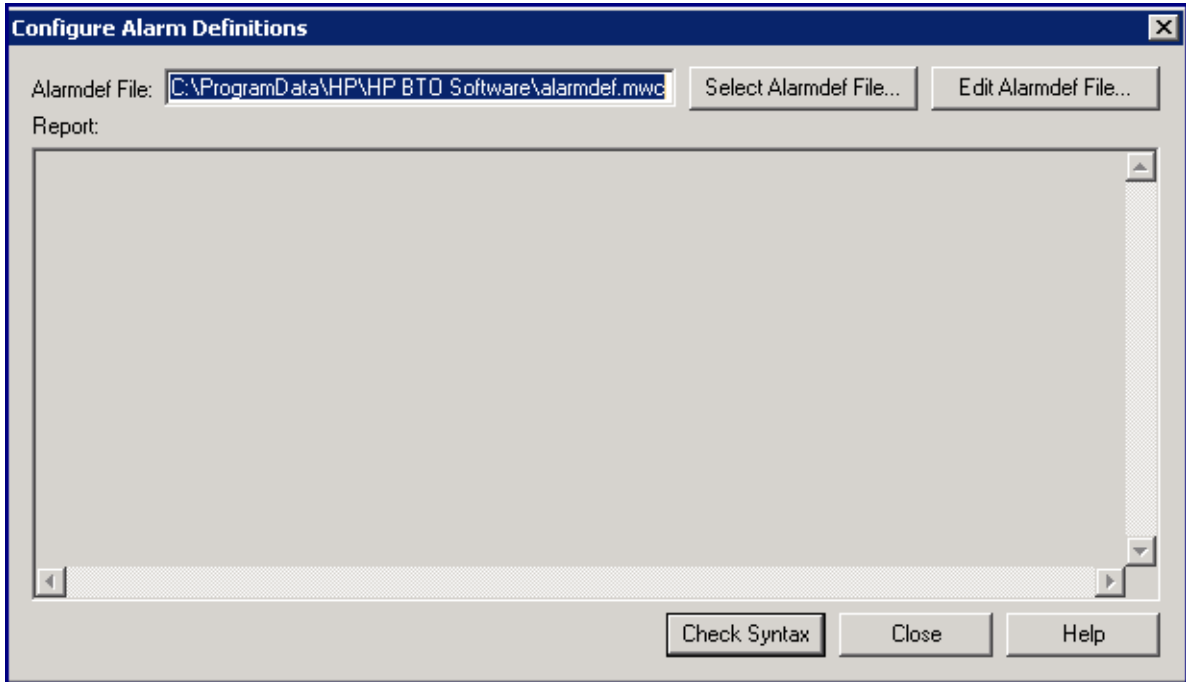 Configure Alarm Definitions
Alarmdef File: C:\ProgramData\HP\HP BTO Software\alarmdef.mwc Select Alarmdef File... Edit Alarmdef File...
Report:
Check Syntax Close Help